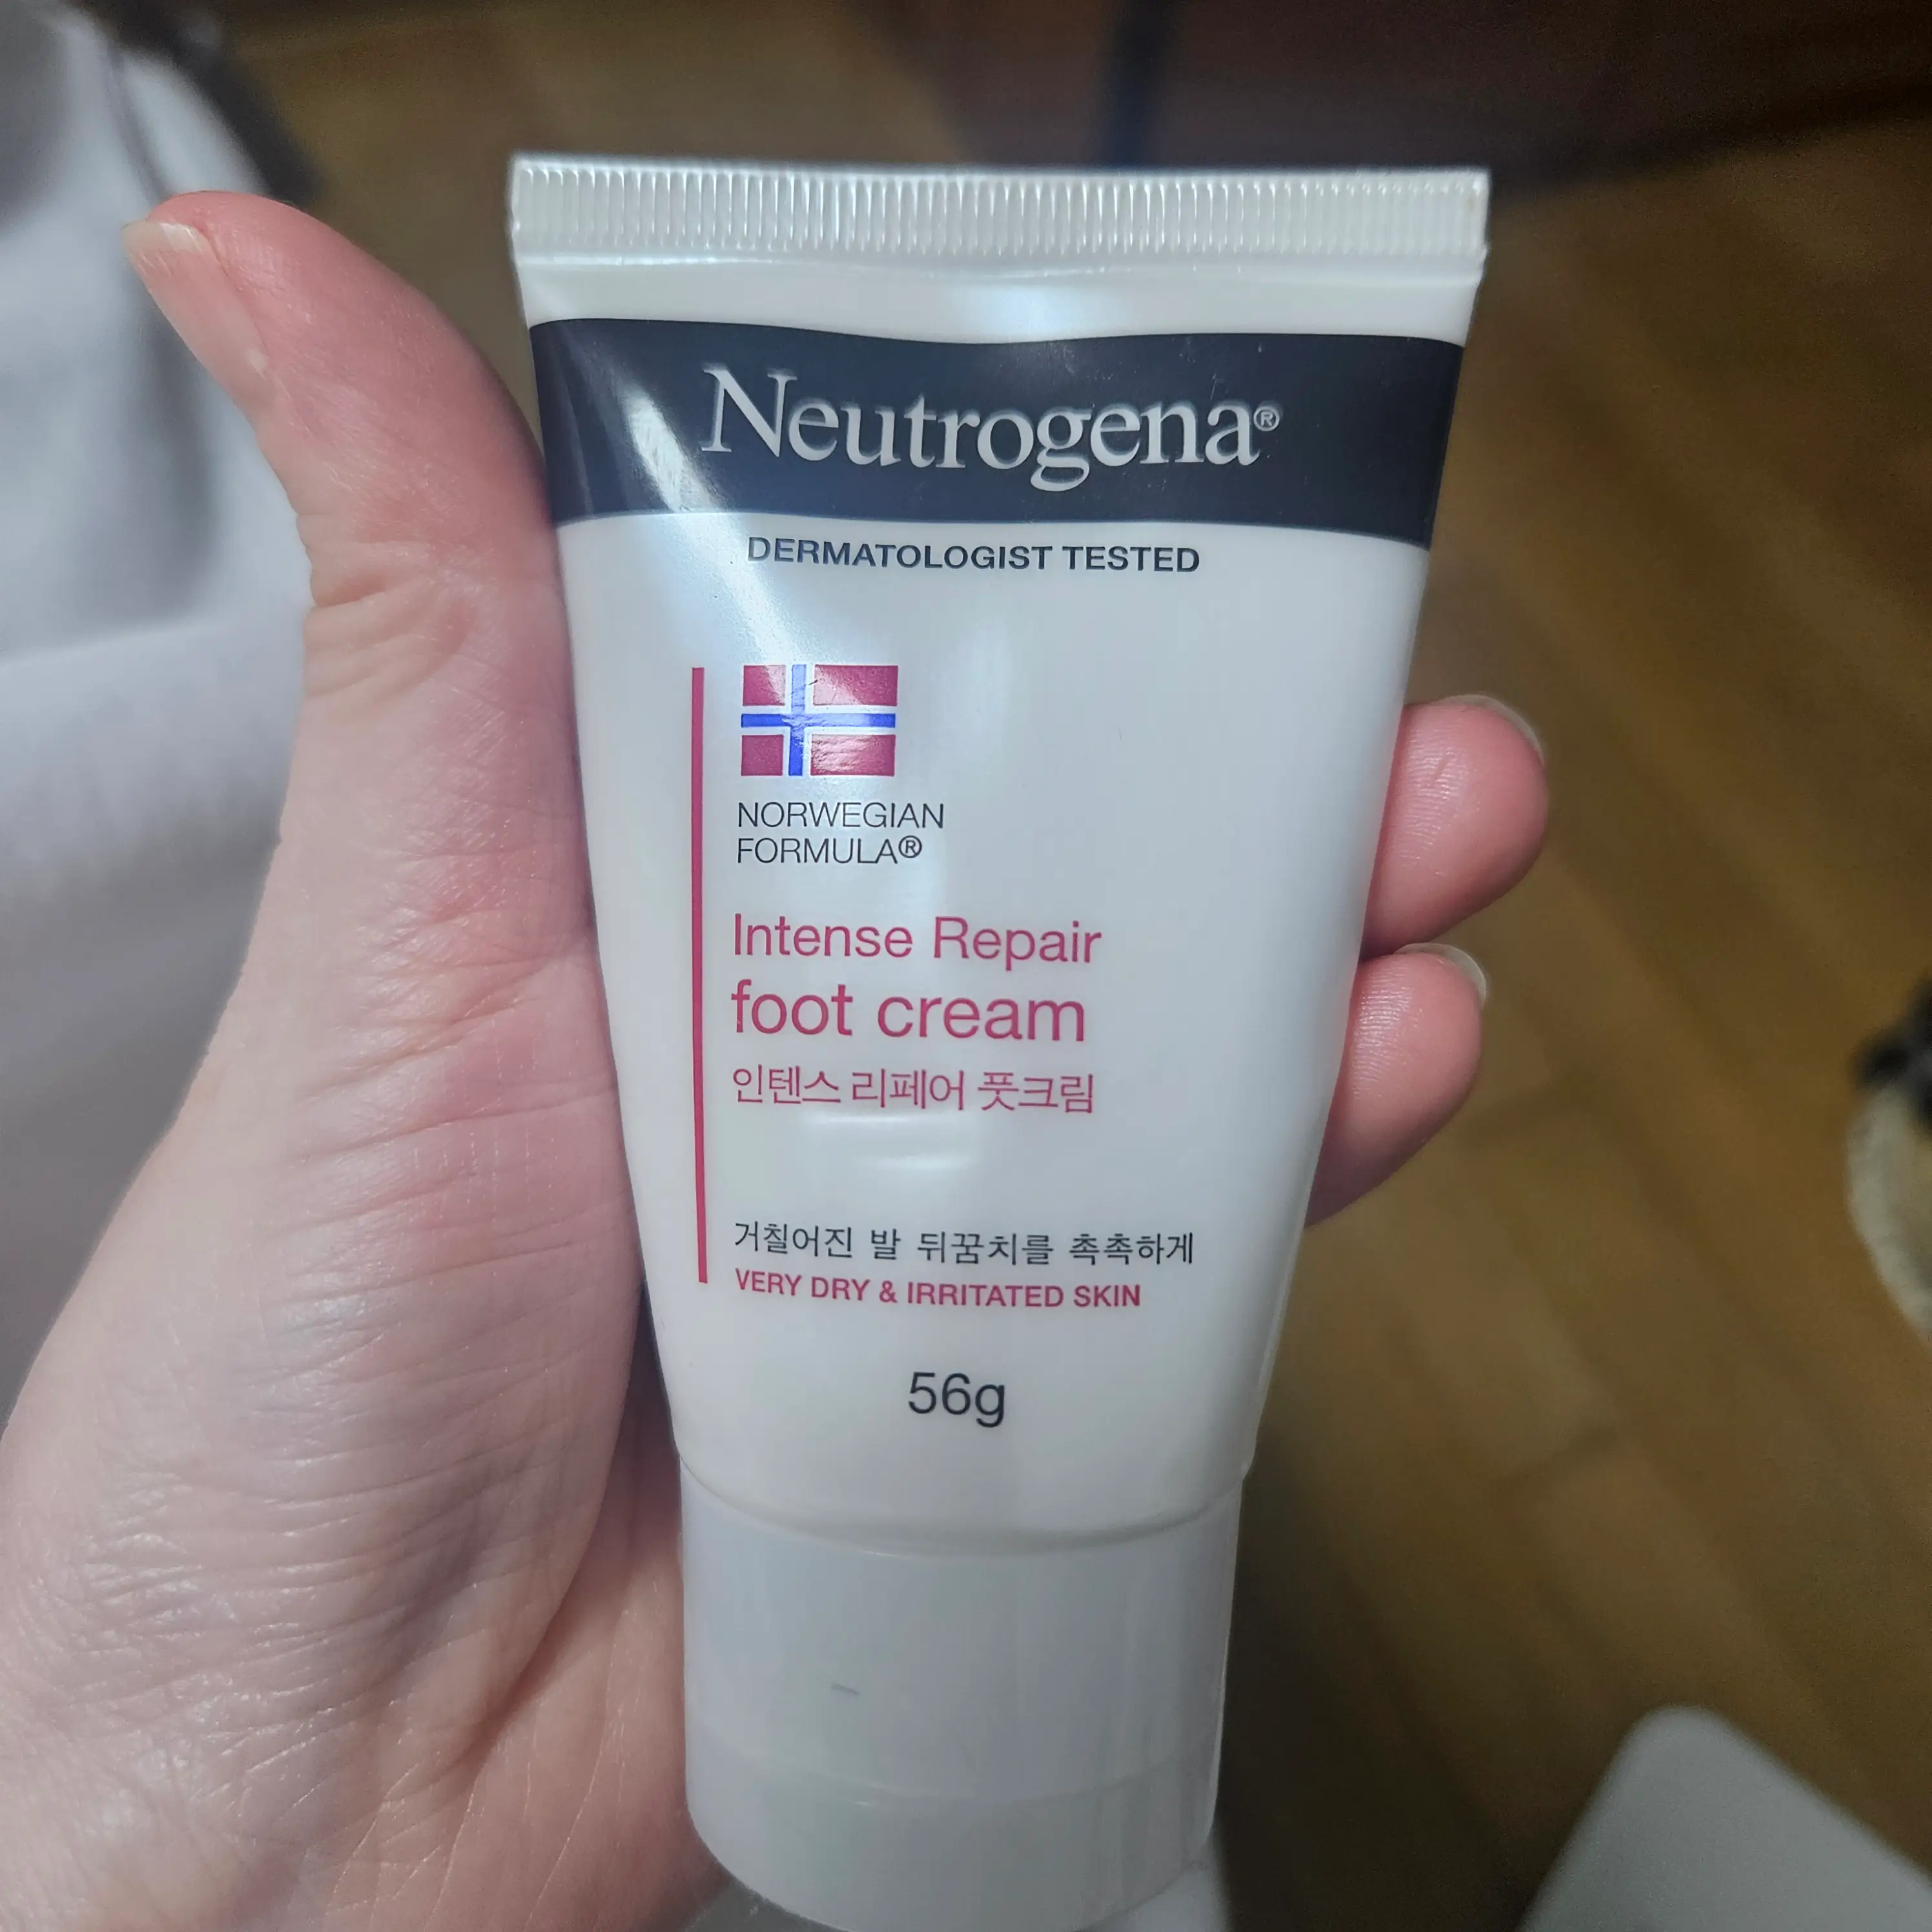 Neutrogena®
DERMATOLOGIST TESTED
NORWEGIAN
FORMULA®
Intense Repair
foot cream
인텐스 리페어 풋크림
거칠어진 발 뒤꿈치를 촉촉하게
VERY DRY & IRRITATED SKIN
56g